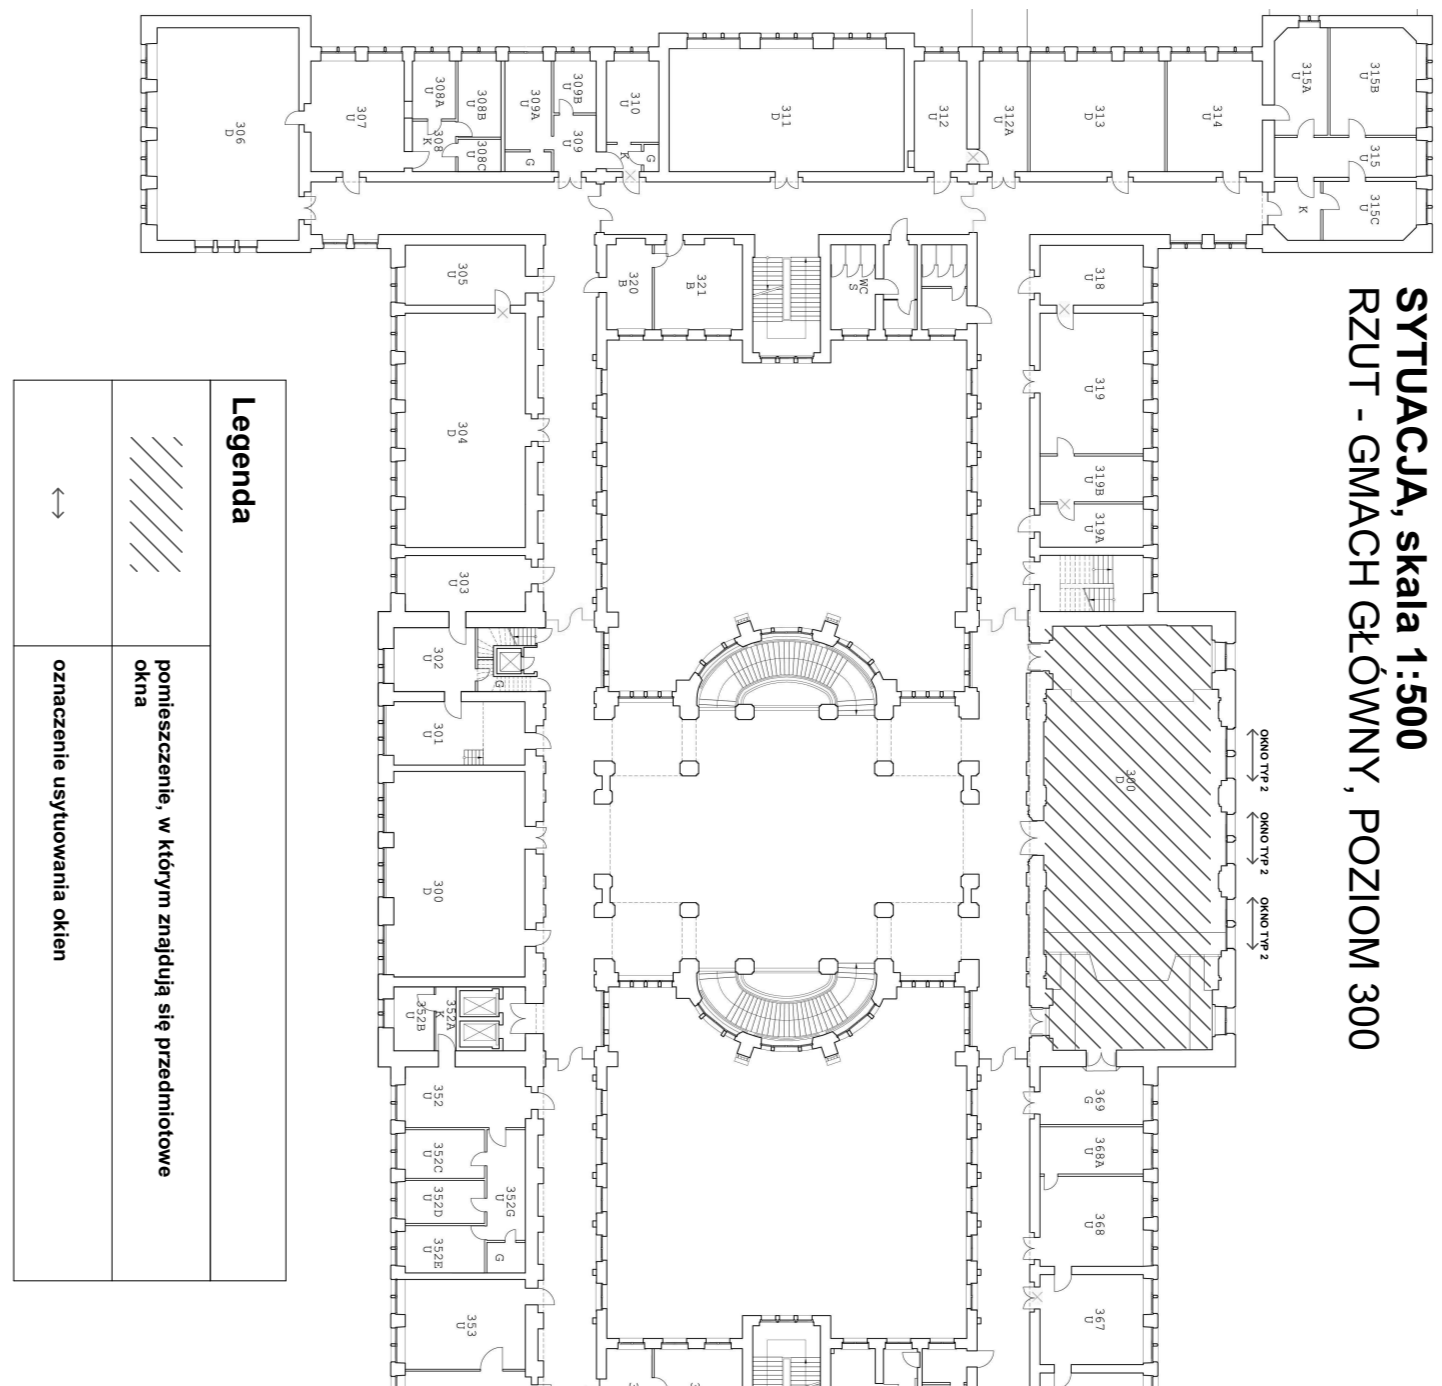 SYTUACJA, skala 1:500
RZUT - GMACH GŁÓWNY, POZIOM 300
315B
U
315A
U
315
U
315C
U
K
314
U
313
D
312A
U
312
U
311
D
310
U
K
G
309B
U
309A
U
309
G
308B
U
308A
U
308
K
308C
U
307
U
306
D
305
U
304
D
303
U
302
U
G
301
U
300
D
320
B
321
B
WC
S
318
U
319
U
319B
U
319A
U
300
D
OKNO TYP 2
OKNO TYP 2
OKNO TYP 2
352A
K
352B
U
352
U
352C
U
352D
U
352G
U
352E
U
G
353
U
369
G
368A
U
368
U
367
U
Legenda
pomieszczenie, w którym znajdują się przedmiotowe
okna
oznaczenie usytuowania okien